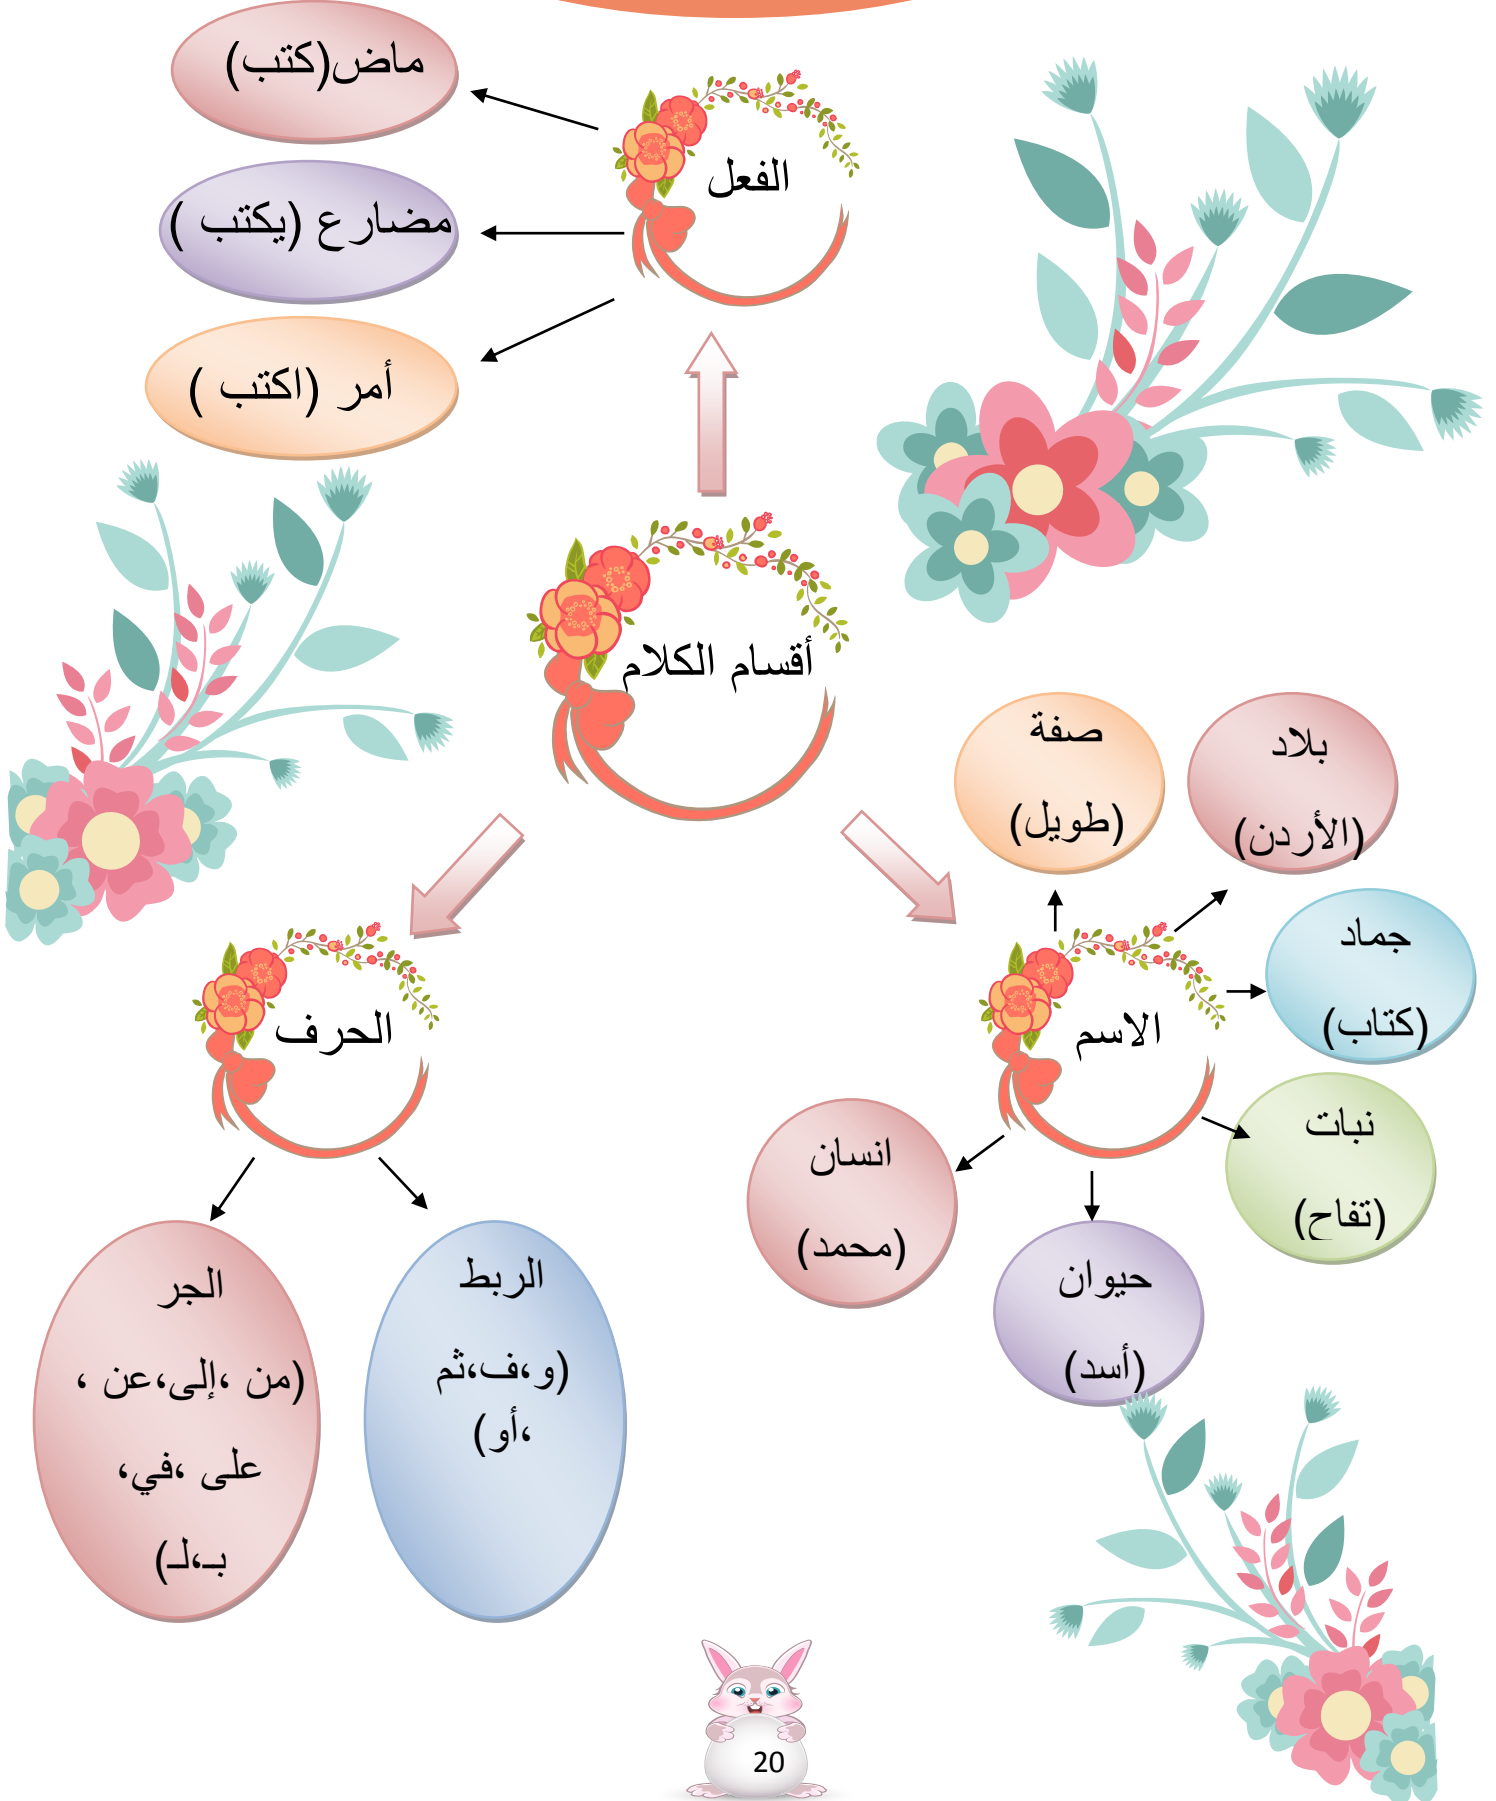 ماض(كتب)
الفعل
مضارع (يكتب )
أمر (اكتب )
أقسام الكلام
صفة
(طويل)
بلاد
(الأردن)
جماد
(كتاب)
الاسم
الحرف
نبات
(تفاح)
انسان
(محمد)
حيوان
(أسد)
الربط
(و،ف،ثم
،أو)
الجر
(من ،إلى،عن ،
على ،في،
بـ،لـ)
20